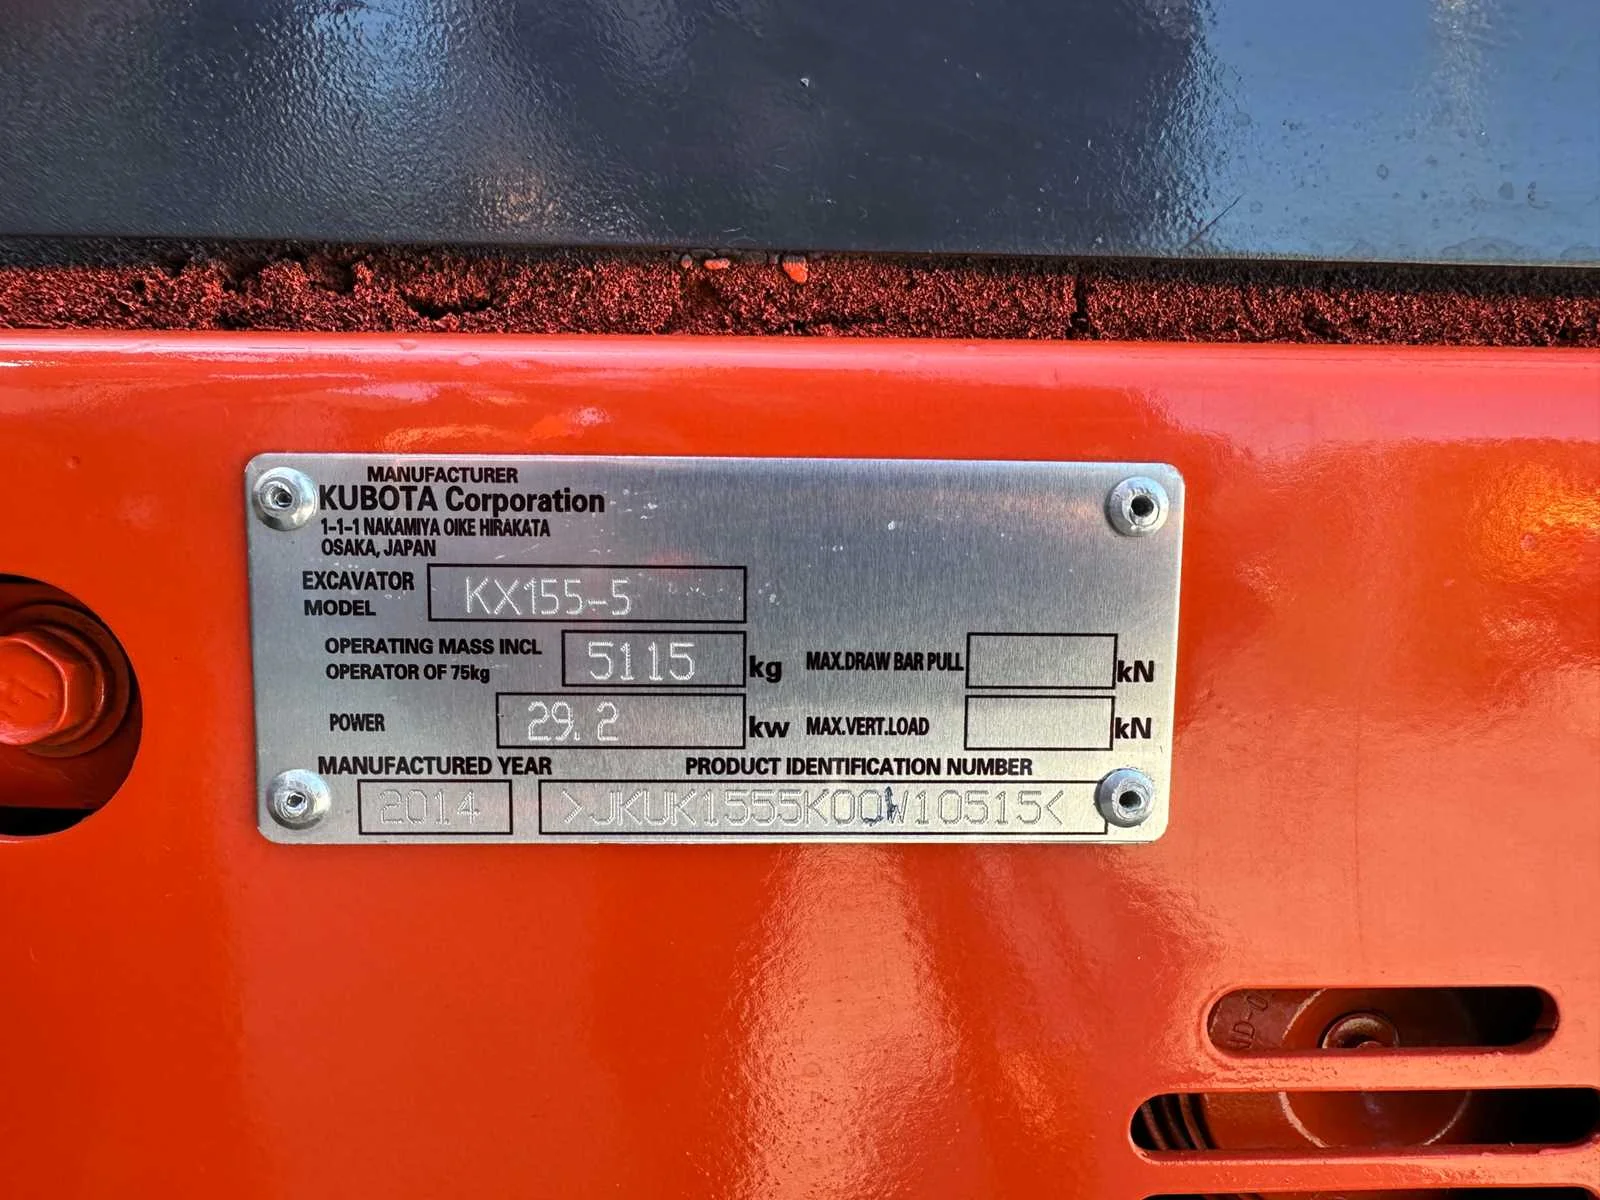 MANUFACTURER
KUBOTA Corporation
1-1-1 NAKAMIYA OIKE HIRAKATA
OSAKA, JAPAN
EXCAVATOR MODEL KX155-5
OPERATING MASS INCL OPERATOR OF 75kg 5115 kg
MAX.DRAW BAR PULL kN
POWER 29.2 kw
MAX.VERT.LOAD kN
MANUFACTURED YEAR
2014
PRODUCT IDENTIFICATION NUMBER
>JKUK1555K00W10515<